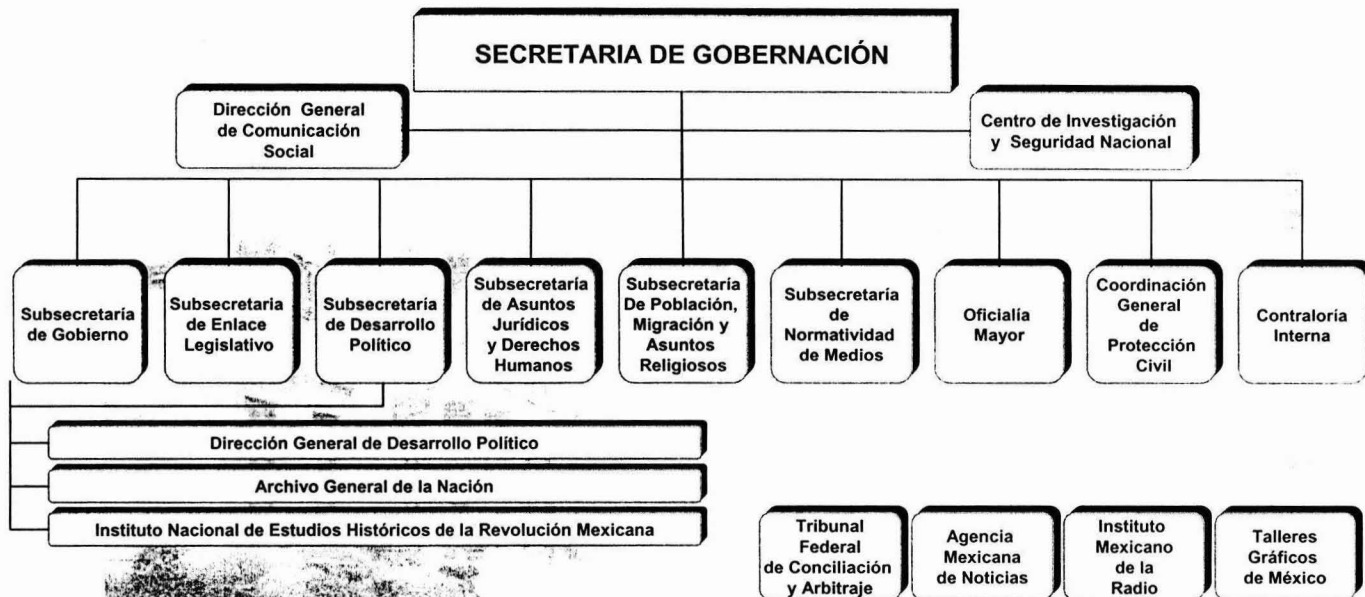 SECRETARIA DE GOBERNACIÓN
Dirección General
de Comunicación
Social
Centro de Investigación
y Seguridad Nacional
Subsecretaría
de Gobierno
Subsecretaria
de Enlace
Legislativo
Subsecretaría
de Desarrollo
Político
Subsecretaría
de Asuntos
Jurídicos
y Derechos
Humanos
Subsecretaría
De Población,
Migración y
Asuntos
Religiosos
Subsecretaría
de
Normatividad
de Medios
Oficialía
Mayor
Coordinación
General
de
Protección
Civil
Contraloría
Interna
Dirección General de Desarrollo Político
Archivo General de la Nación
Instituto Nacional de Estudios Históricos de la Revolución Mexicana
Tribunal
Federal
de Conciliación
y Arbitraje
Agencia
Mexicana
de Noticias
Instituto
Mexicano
de la
Radio
Talleres
Gráficos
de México